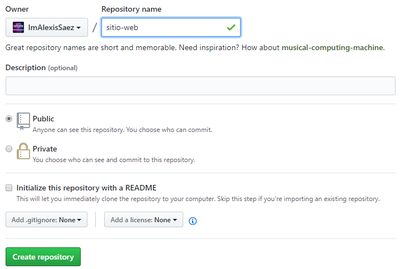 Owner Repository name
ImAlexisSaez / sitio-web
Great repository names are short and memorable. Need inspiration? How about musical-computing-machine.
Description (optional)
Public
Anyone can see this repository. You choose who can commit.
Private
You choose who can see and commit to this repository.
Initialize this repository with a README
This will let you immediately clone the repository to your computer. Skip this step if you're importing an existing repository.
Add .gitignore: None Add a license: None
Create repository